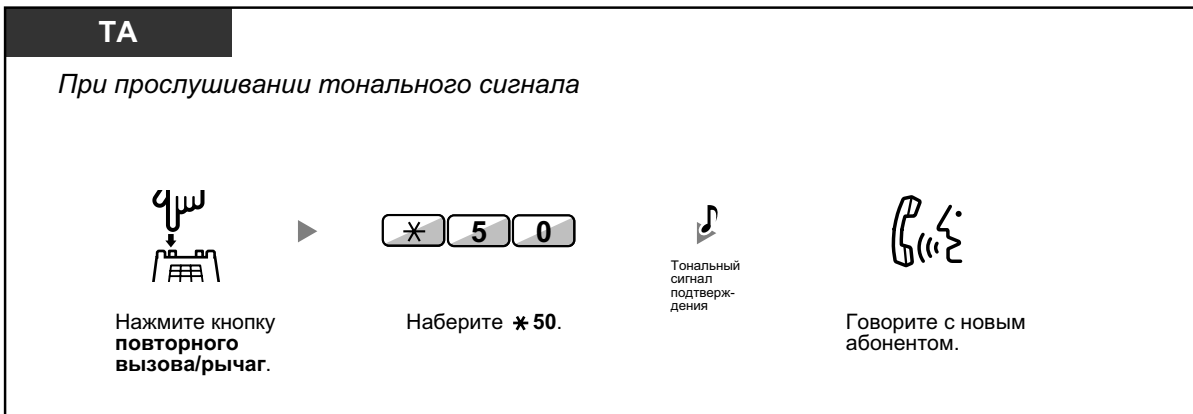 ТА
При прослушивании тонального сигнала
* 5 0
Тональный
сигнал
подтверж-
дения
Нажмите кнопку
повторного
вызова/рычаг.
Наберите * 50.
Говорите с новым
абонентом.